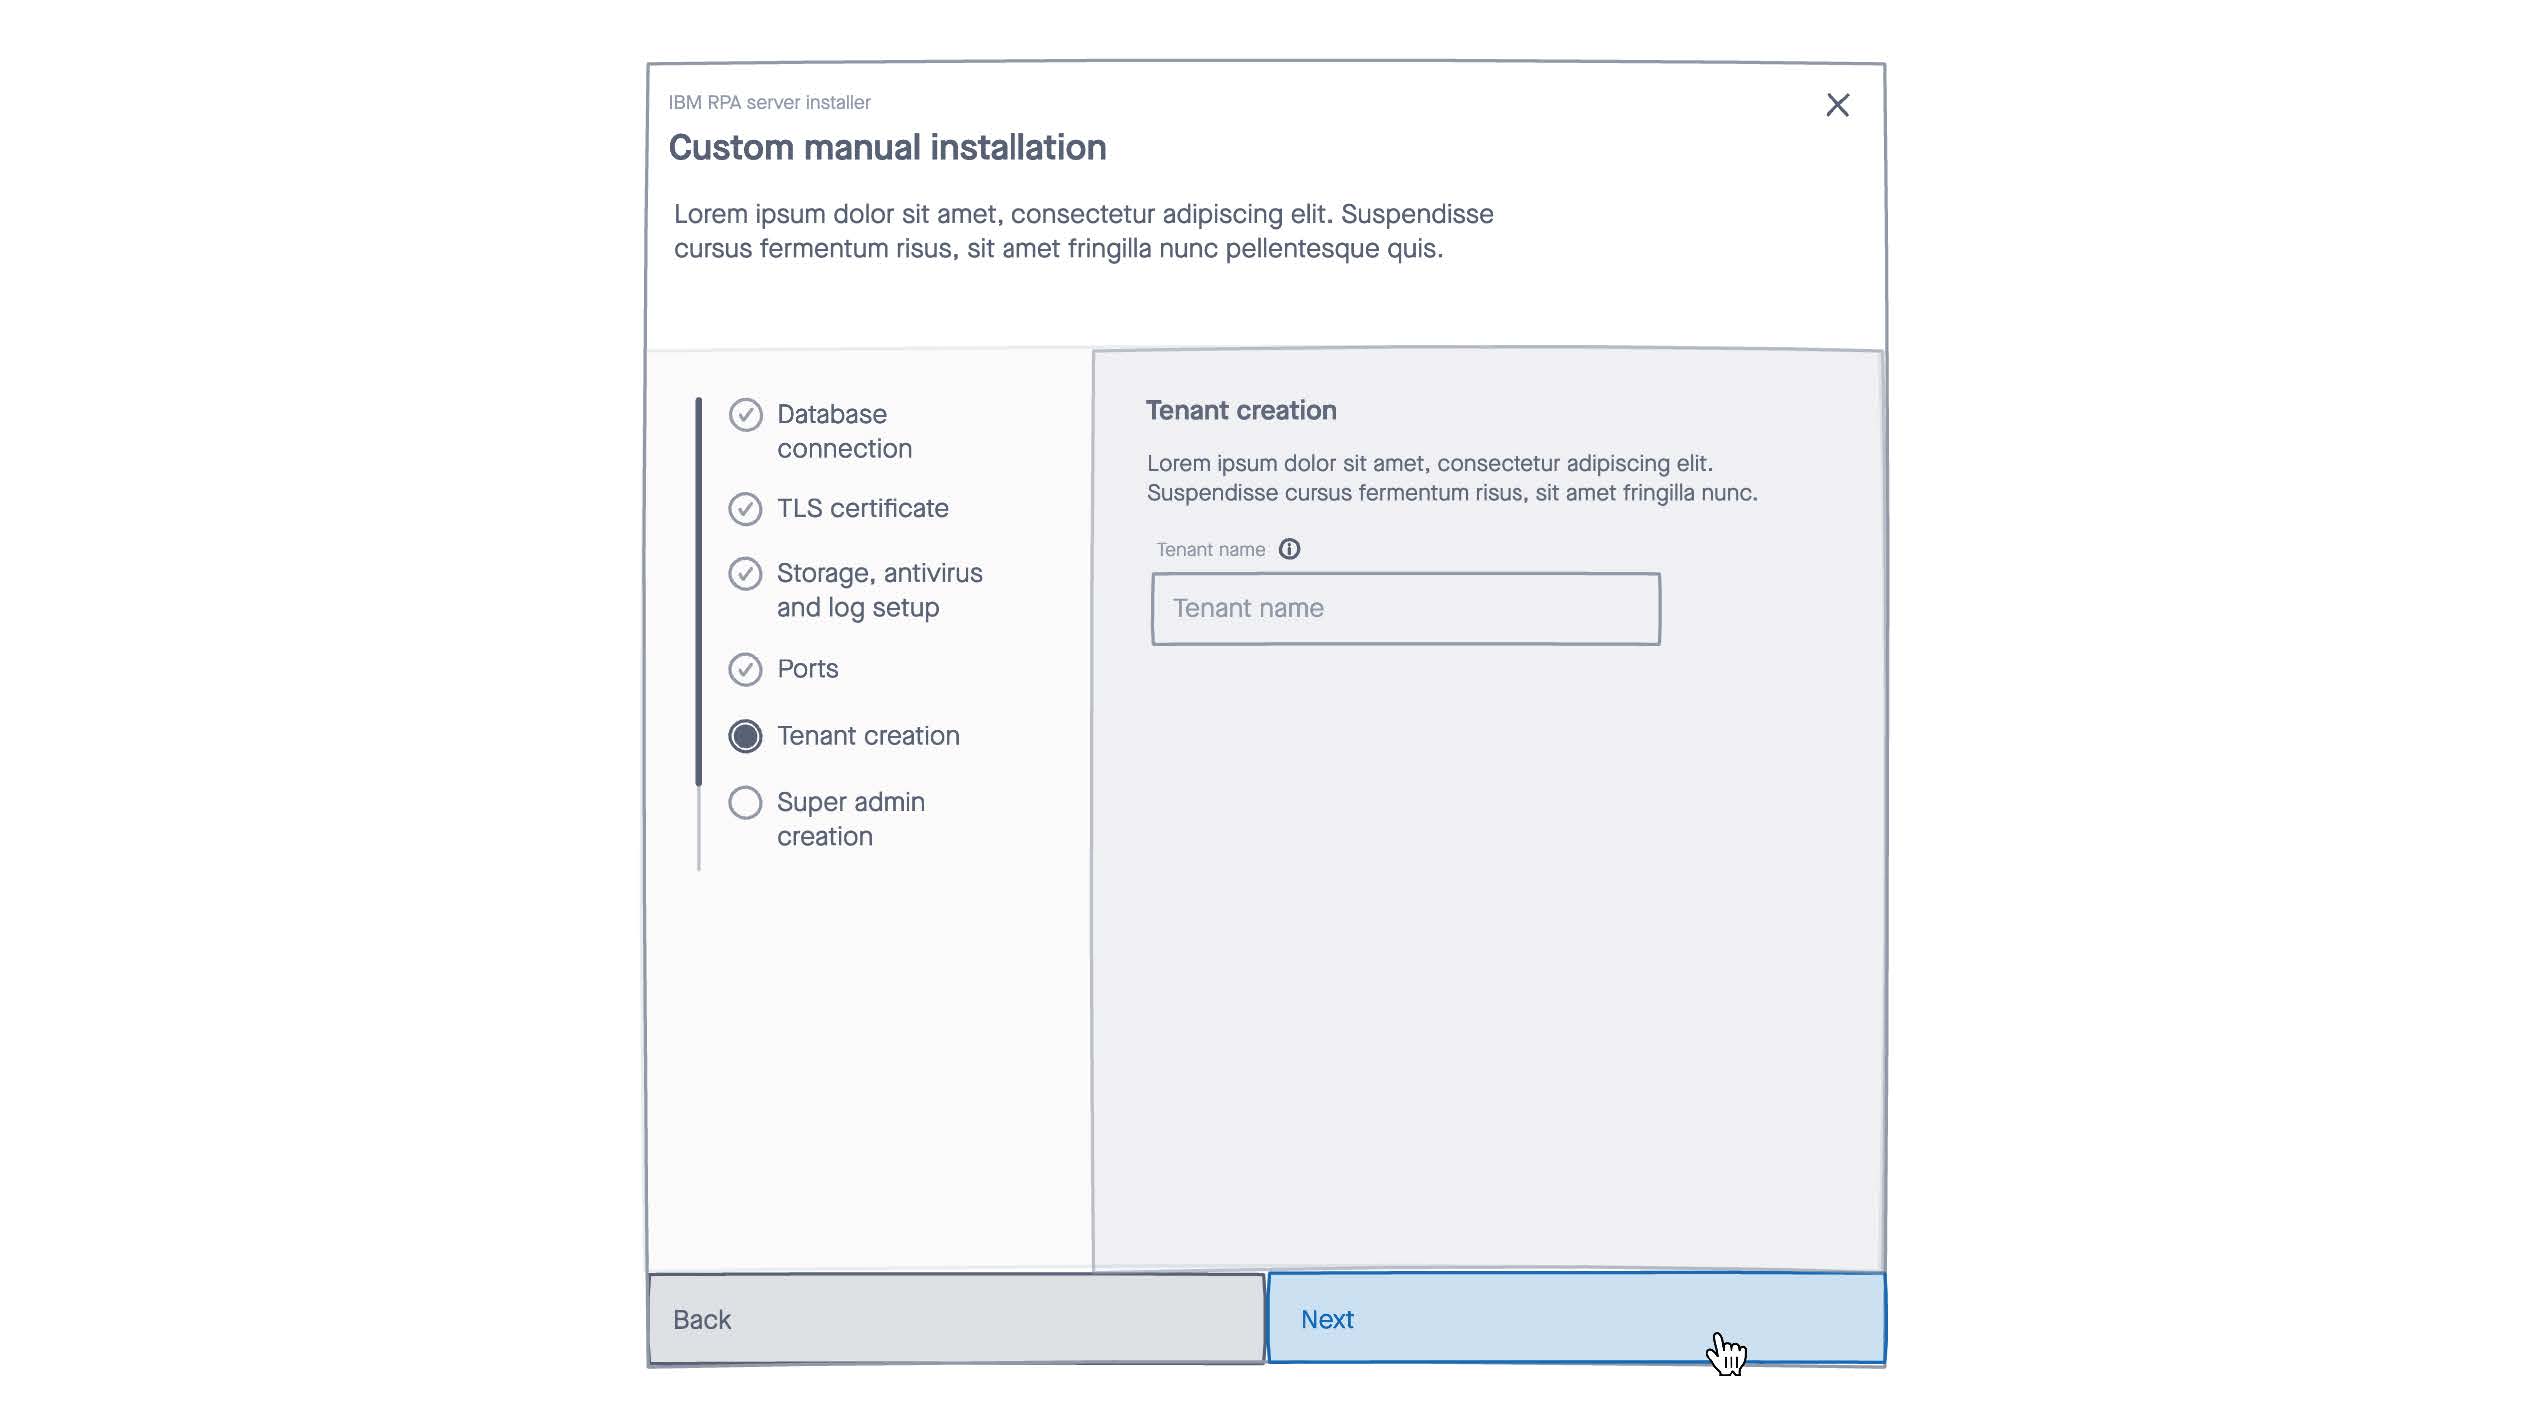 IBM RPA server installer
Custom manual installation
Lorem ipsum dolor sit amet, consectetur adipiscing elit. Suspendisse
cursus fermentum risus, sit amet fringilla nunc pellentesque quis.
Database
connection
TLS certificate
Storage, antivirus
and log setup
Ports
Tenant creation
Super admin
creation
Tenant creation
Lorem ipsum dolor sit amet, consectetur adipiscing elit.
Suspendisse cursus fermentum risus, sit amet fringilla nunc.
Tenant name
Tenant name
Back
Next